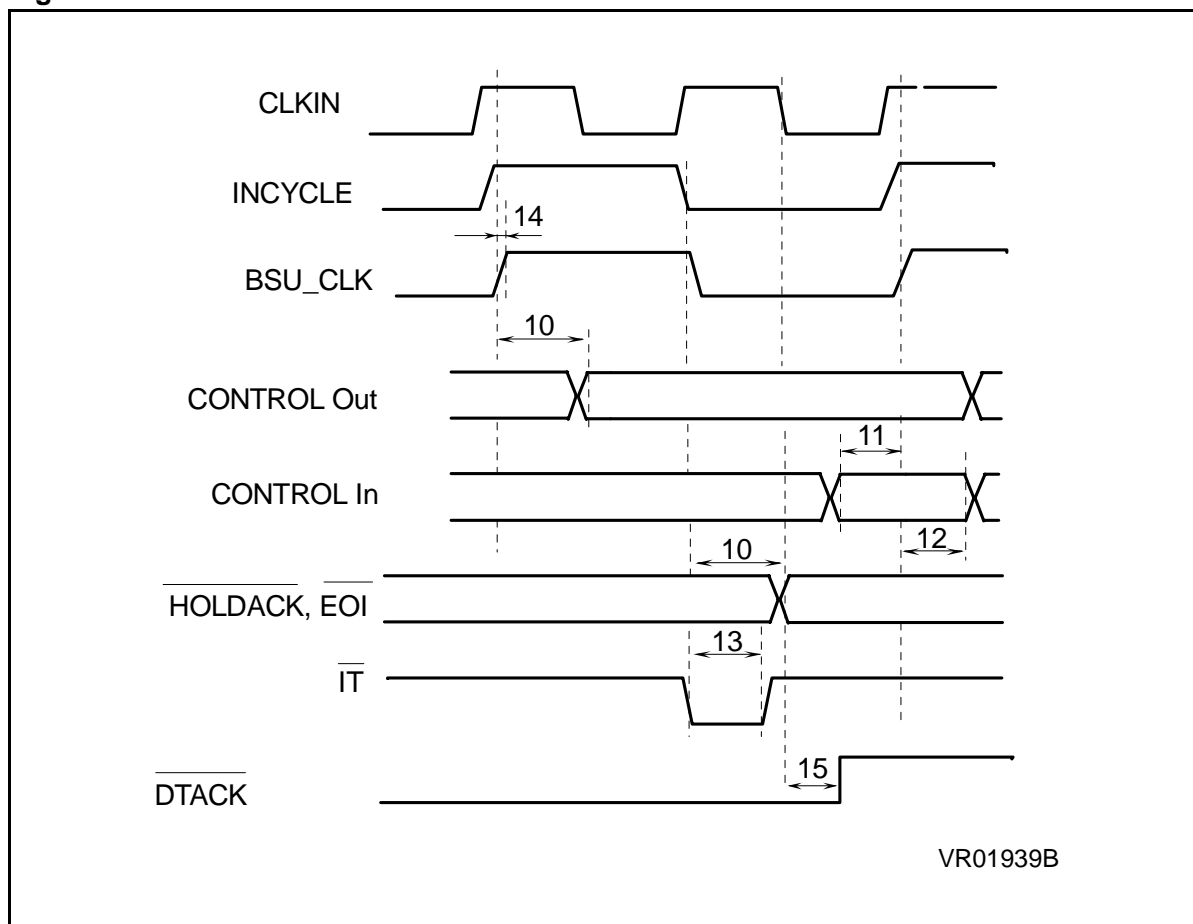 CLKIN
INCYCLE
14
BSU_CLK
10
CONTROL Out
11
CONTROL In
12
10
HOLDACK, EOI
13
IT
15
DTACK
VR01939B